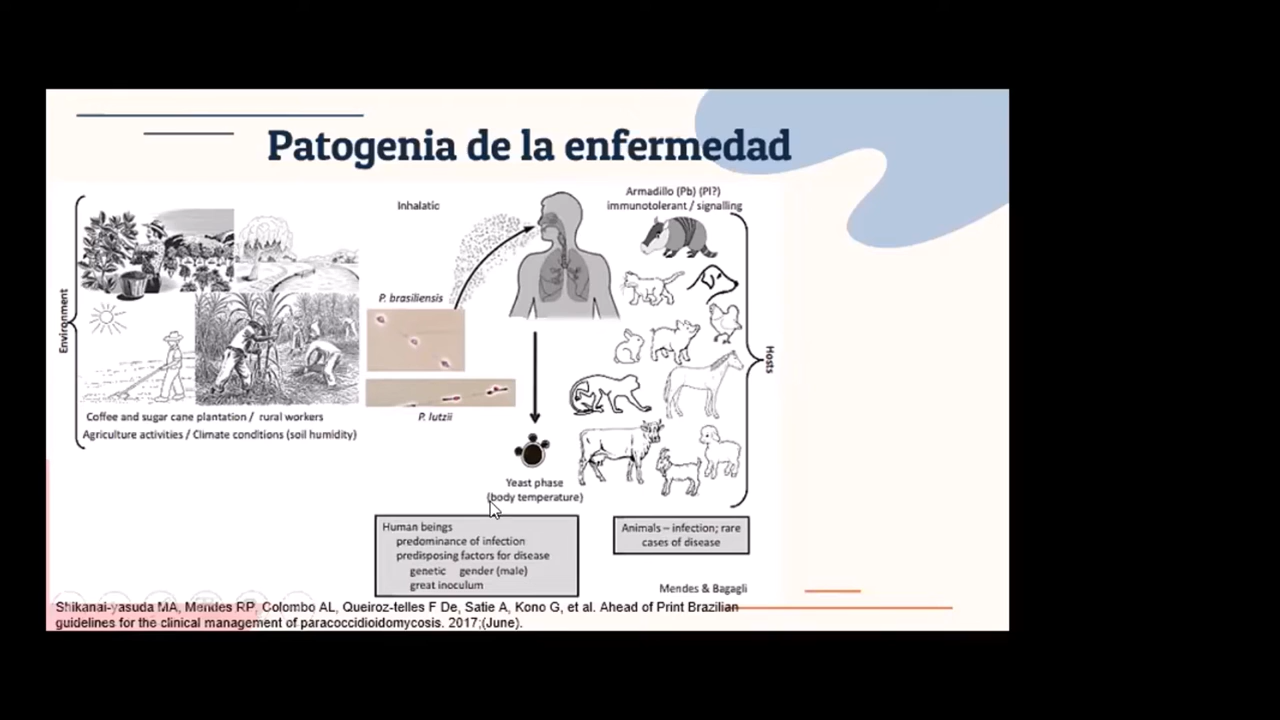 Patogenia de la enfermedad
Environment
Coffee and sugar cane plantation / rural workers
Agriculture activities / Climate conditions (soil humidity)
Inhalatic
P. brasiliensis
P. lutzii
Yeast phase
(body temperature)
Armadillo (Pb) (Pl?)
immunotolerant / signalling
Hosts
Human beings
predominance of infection
predisposing factors for disease
genetic gender (male)
great inoculum
Animals – infection; rare
cases of disease
Mendes & Bagagli
Shikanai-yasuda MA, Mendes RP, Colombo AL, Queiroz-telles F De, Satie A, Kono G, et al. Ahead of Print Brazilian
guidelines for the clinical management of paracoccidioidomycosis. 2017;(June).